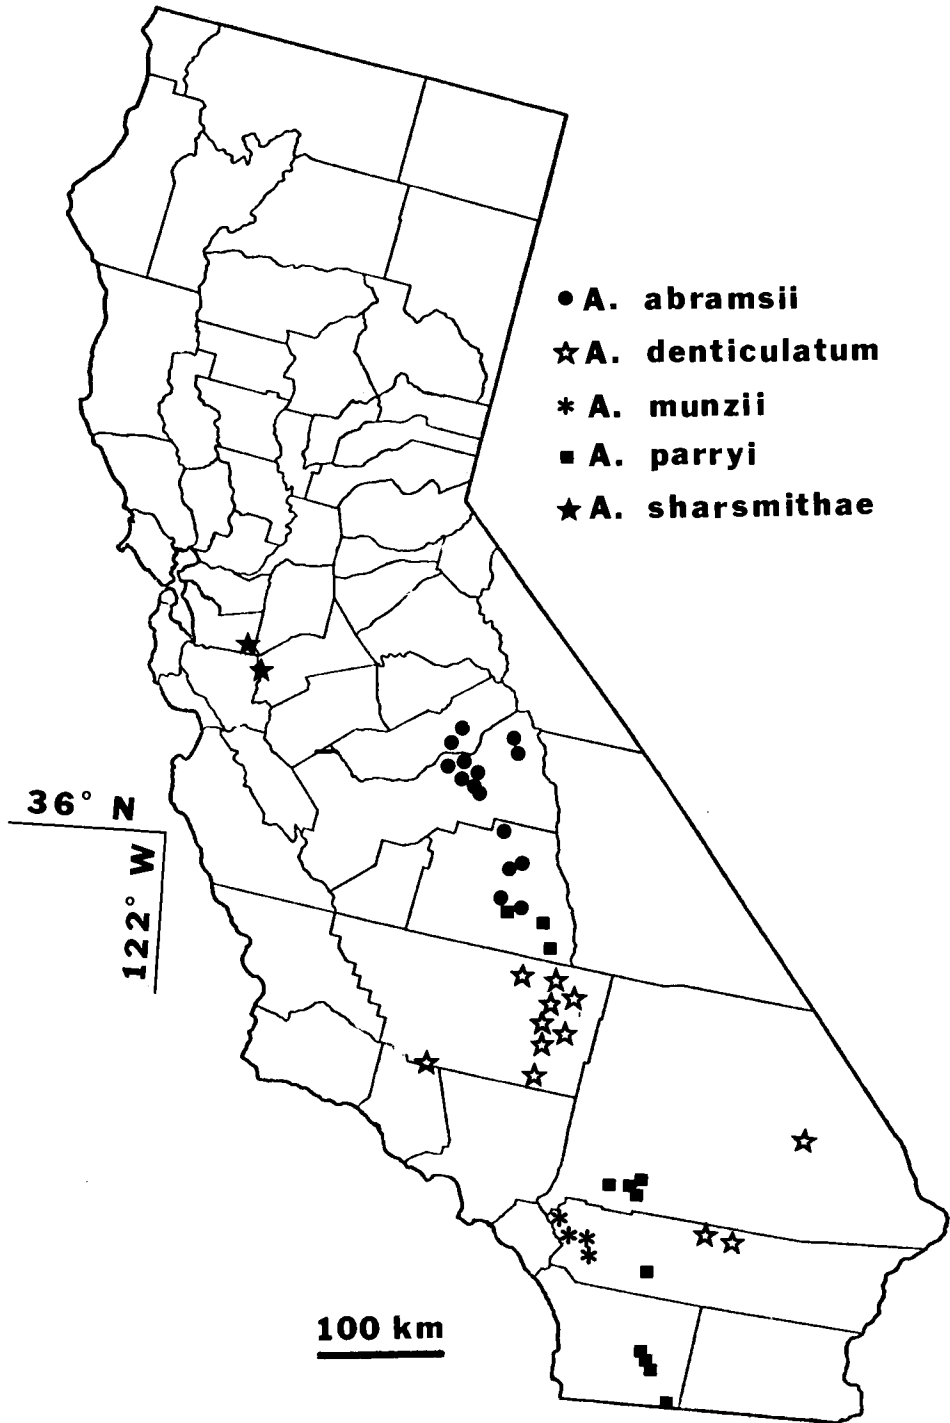 A. abramsii
A. denticulatum
A. munzii
A. parryi
A. sharsmithae
36° N
122° W
100 km